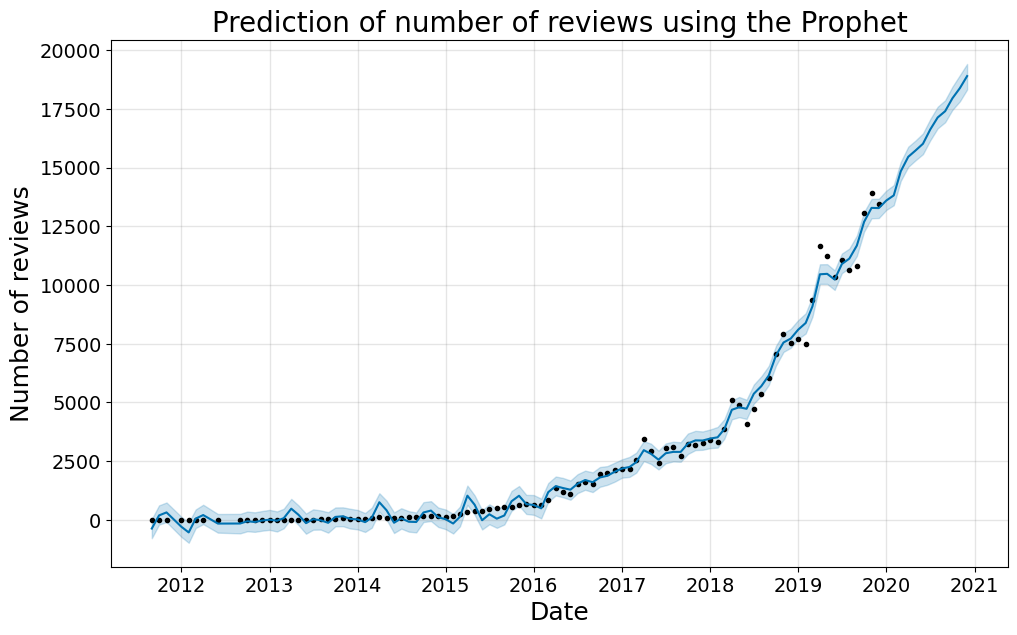 Prediction of number of reviews using the Prophet
20000
17500
15000
12500
10000
7500
5000
2500
0
Number of reviews
2012 2013 2014 2015 2016 2017 2018 2019 2020 2021
Date